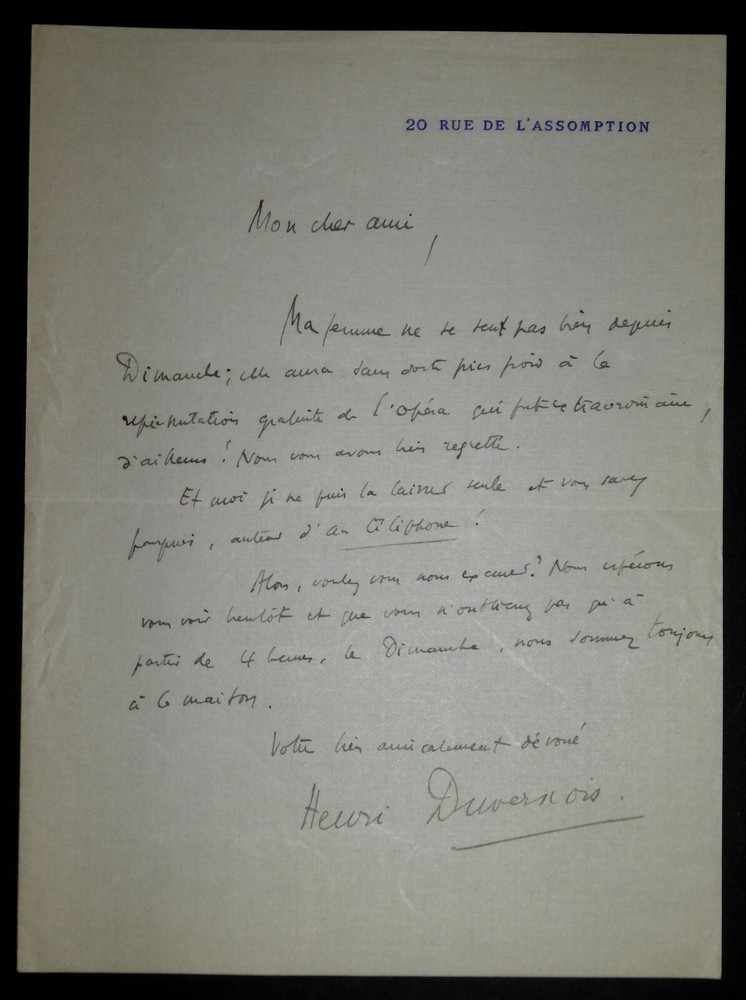 20 RUE DE L'ASSOMPTION
Mon cher ami,
Ma femme ne se sent pas bien depuis
Dimanche ; elle aura sans doute pris froid à la
représentation gratuite de l'Opéra qui fut extraordinaire,
d'ailleurs ! Nous vous avons bien regretté.
Et moi je ne puis la laisser seule et vous savez
pourquoi, auteur d'au téléphone !
Alors, voulez vous nous excuser ? Nous espérons
vous voir bientôt et que vous n'oubliez pas qu'à
partir de 4 heures, le Dimanche, nous sommes toujours
à la maison.
Votre bien amicalement dévoué
Henri Duvernois.